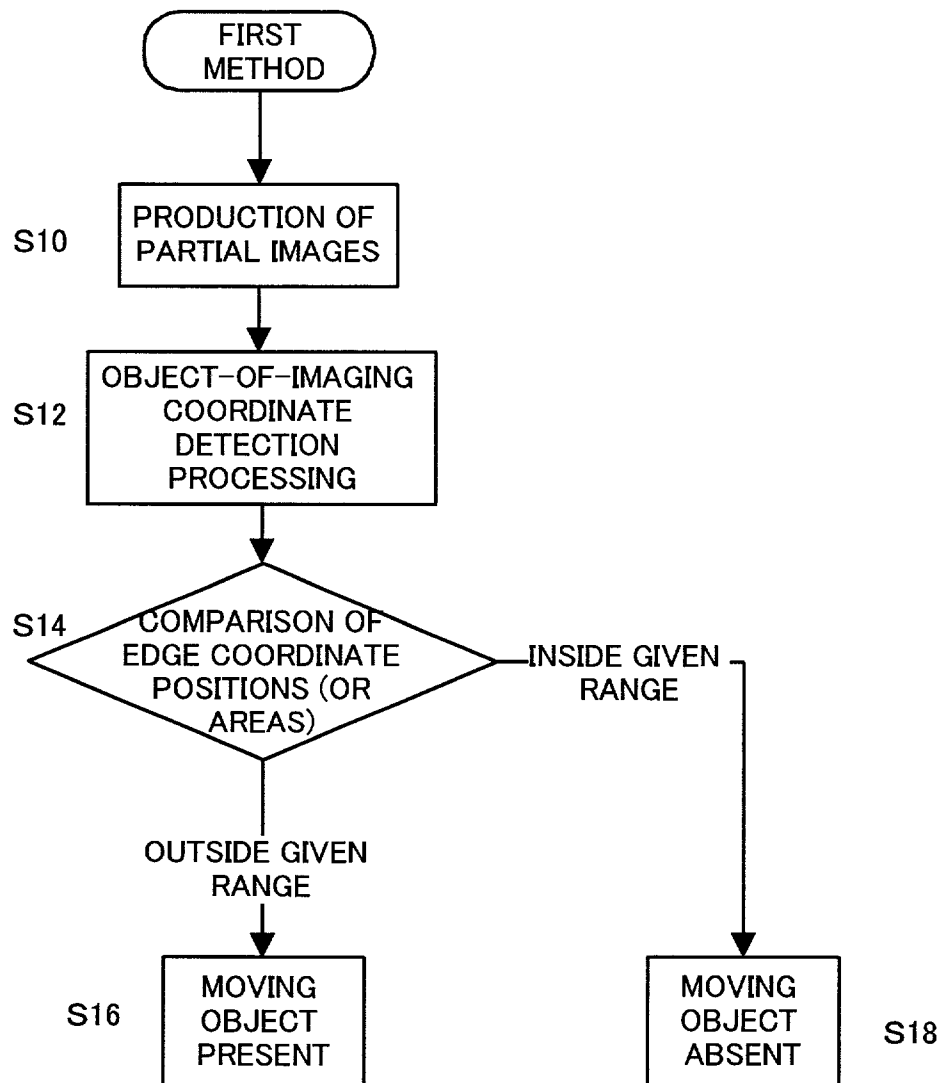 FIRST
METHOD
S10
PRODUCTION OF
PARTIAL IMAGES
S12
OBJECT-OF-IMAGING
COORDINATE
DETECTION
PROCESSING
S14
COMPARISON OF
EDGE COORDINATE
POSITIONS (OR
AREAS)
INSIDE GIVEN
RANGE
OUTSIDE GIVEN
RANGE
S16
MOVING
OBJECT
PRESENT
MOVING
OBJECT
ABSENT
S18